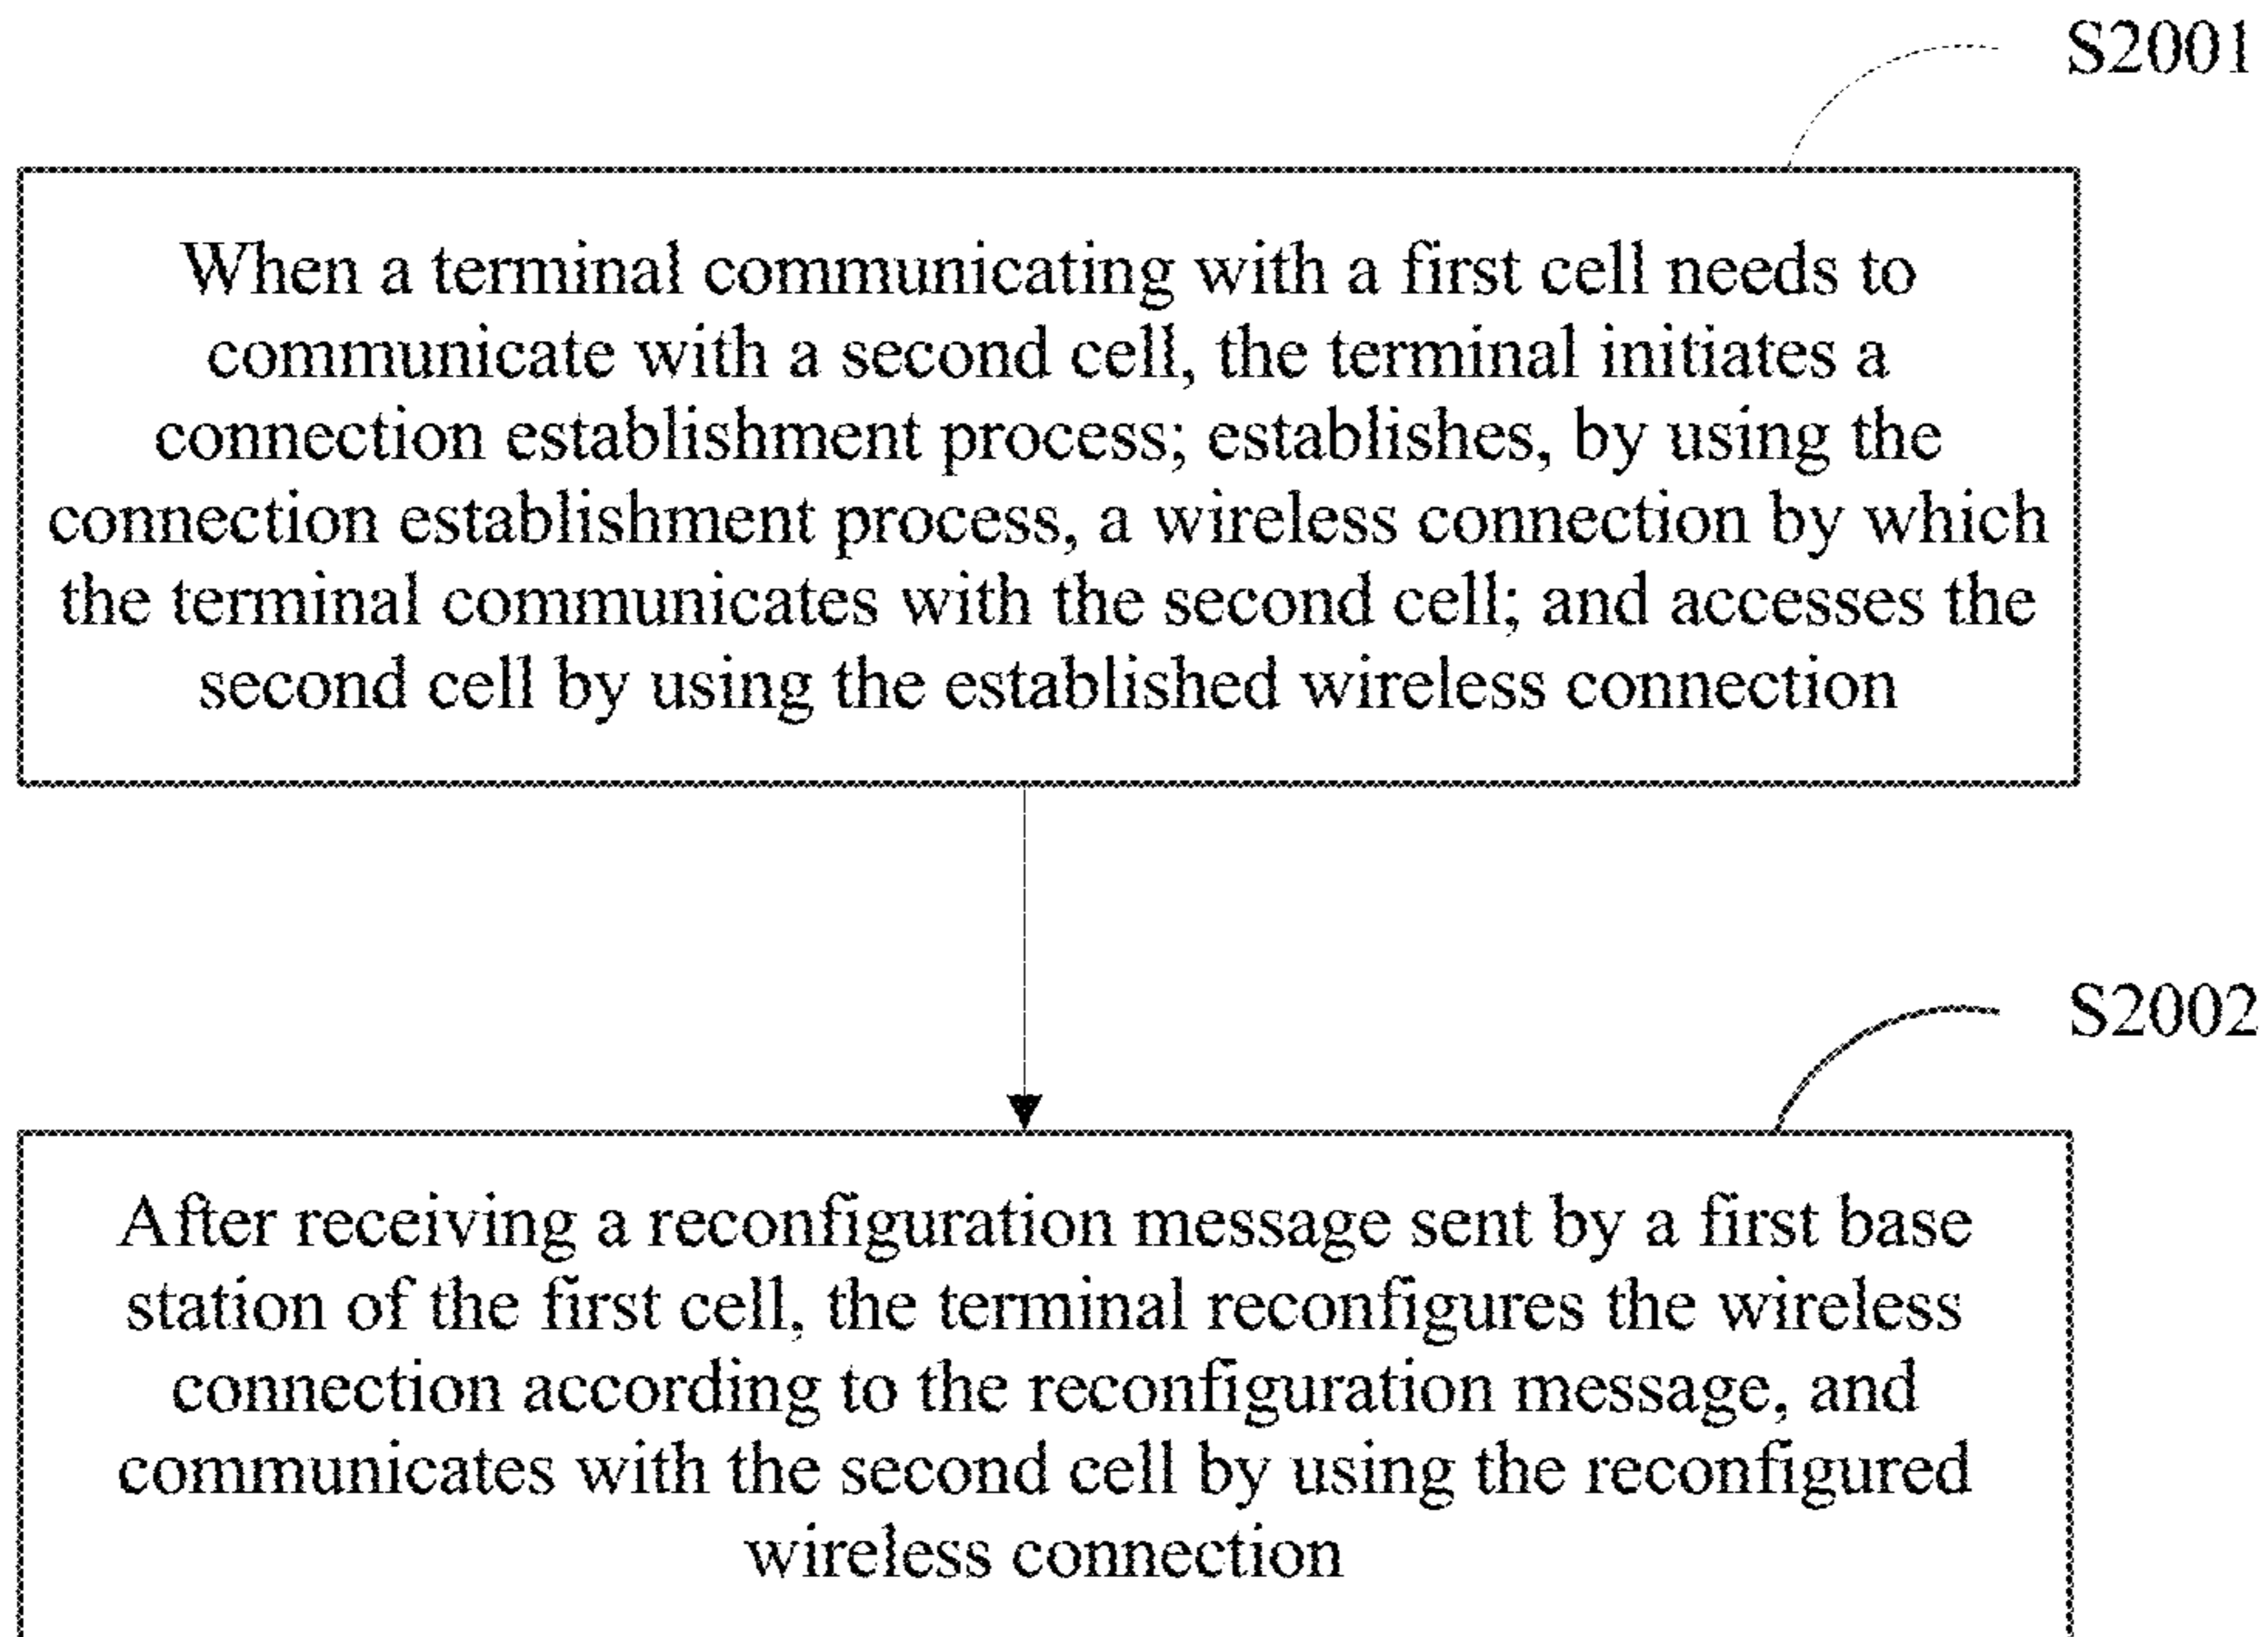 S2001
When a terminal communicating with a first cell needs to
communicate with a second cell, the terminal initiates a
connection establishment process; establishes, by using the
connection establishment process, a wireless connection by which
the terminal communicates with the second cell; and accesses the
second cell by using the established wireless connection
S2002
After receiving a reconfiguration message sent by a first base
station of the first cell, the terminal reconfigures the wireless
connection according to the reconfiguration message, and
communicates with the second cell by using the reconfigured
wireless connection